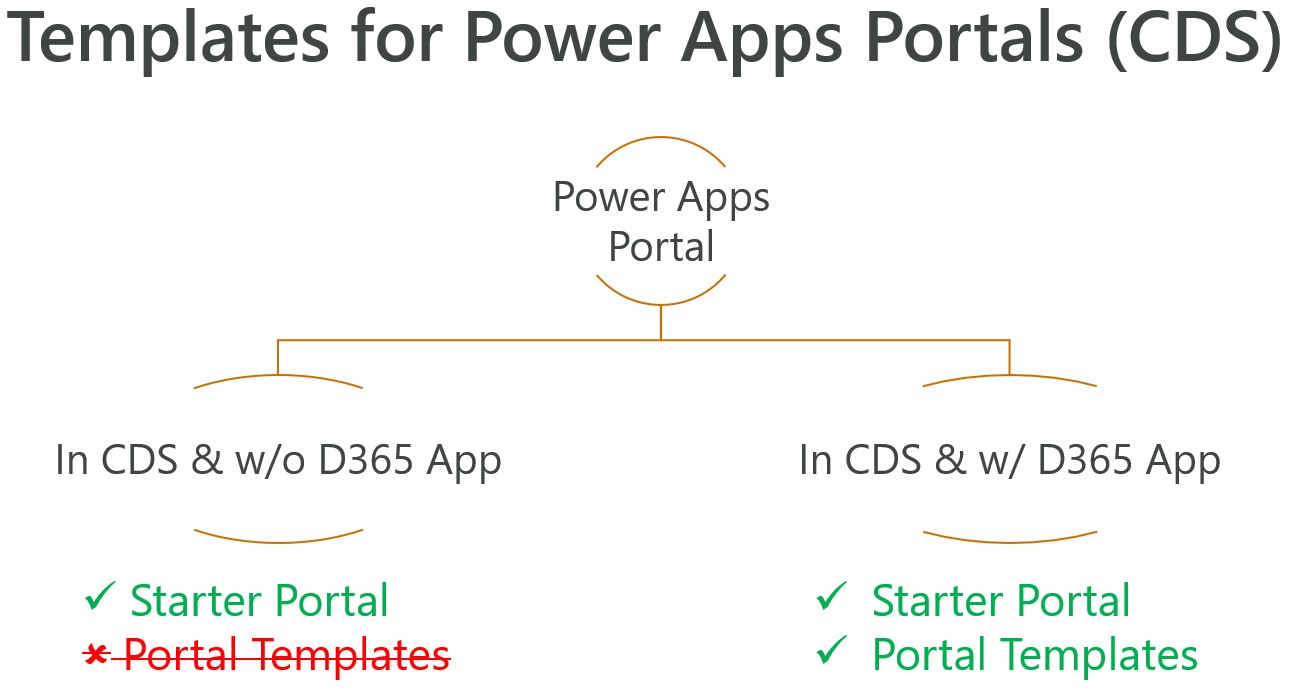 Templates for Power Apps Portals (CDS)
Power Apps
Portal
In CDS & w/o D365 App
In CDS & w/ D365 App
✓ Starter Portal
✗ Portal Templates
✓ Starter Portal
✓ Portal Templates